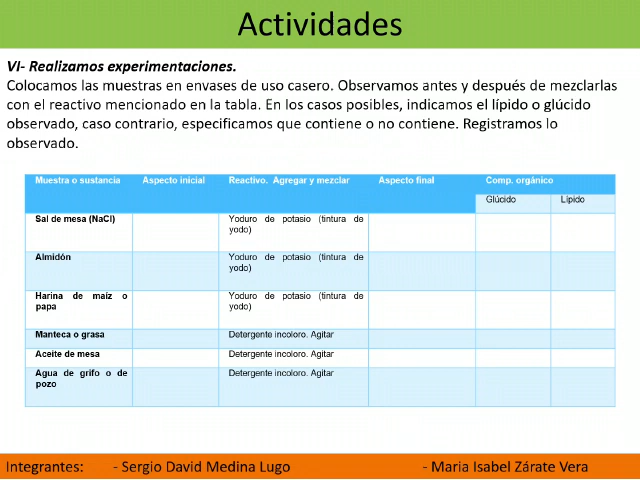 Actividades
VI- Realizamos experimentaciones.
Colocamos las muestras en envases de uso casero. Observamos antes y después de mezclarlas
con el reactivo mencionado en la tabla. En los casos posibles, indicamos el lípido o glúcido
observado, caso contrario, especificamos que contiene o no contiene. Registramos lo
observado.
Muestra o sustancia Aspecto inicial Reactivo. Agregar y mezclar Aspecto final Comp. orgánico
Glúcido Lípido
Sal de mesa (NaCl) Yoduro de potasio (tintura de
yodo)
Almidón Yoduro de potasio (tintura de
yodo)
Harina de maíz o Yoduro de potasio (tintura de
papa yodo)
Manteca o grasa Detergente incoloro. Agitar
Aceite de mesa Detergente incoloro. Agitar
Agua de grifo o de Detergente incoloro. Agitar
pozo
Integrantes: - Sergio David Medina Lugo - Maria Isabel Zárate Vera